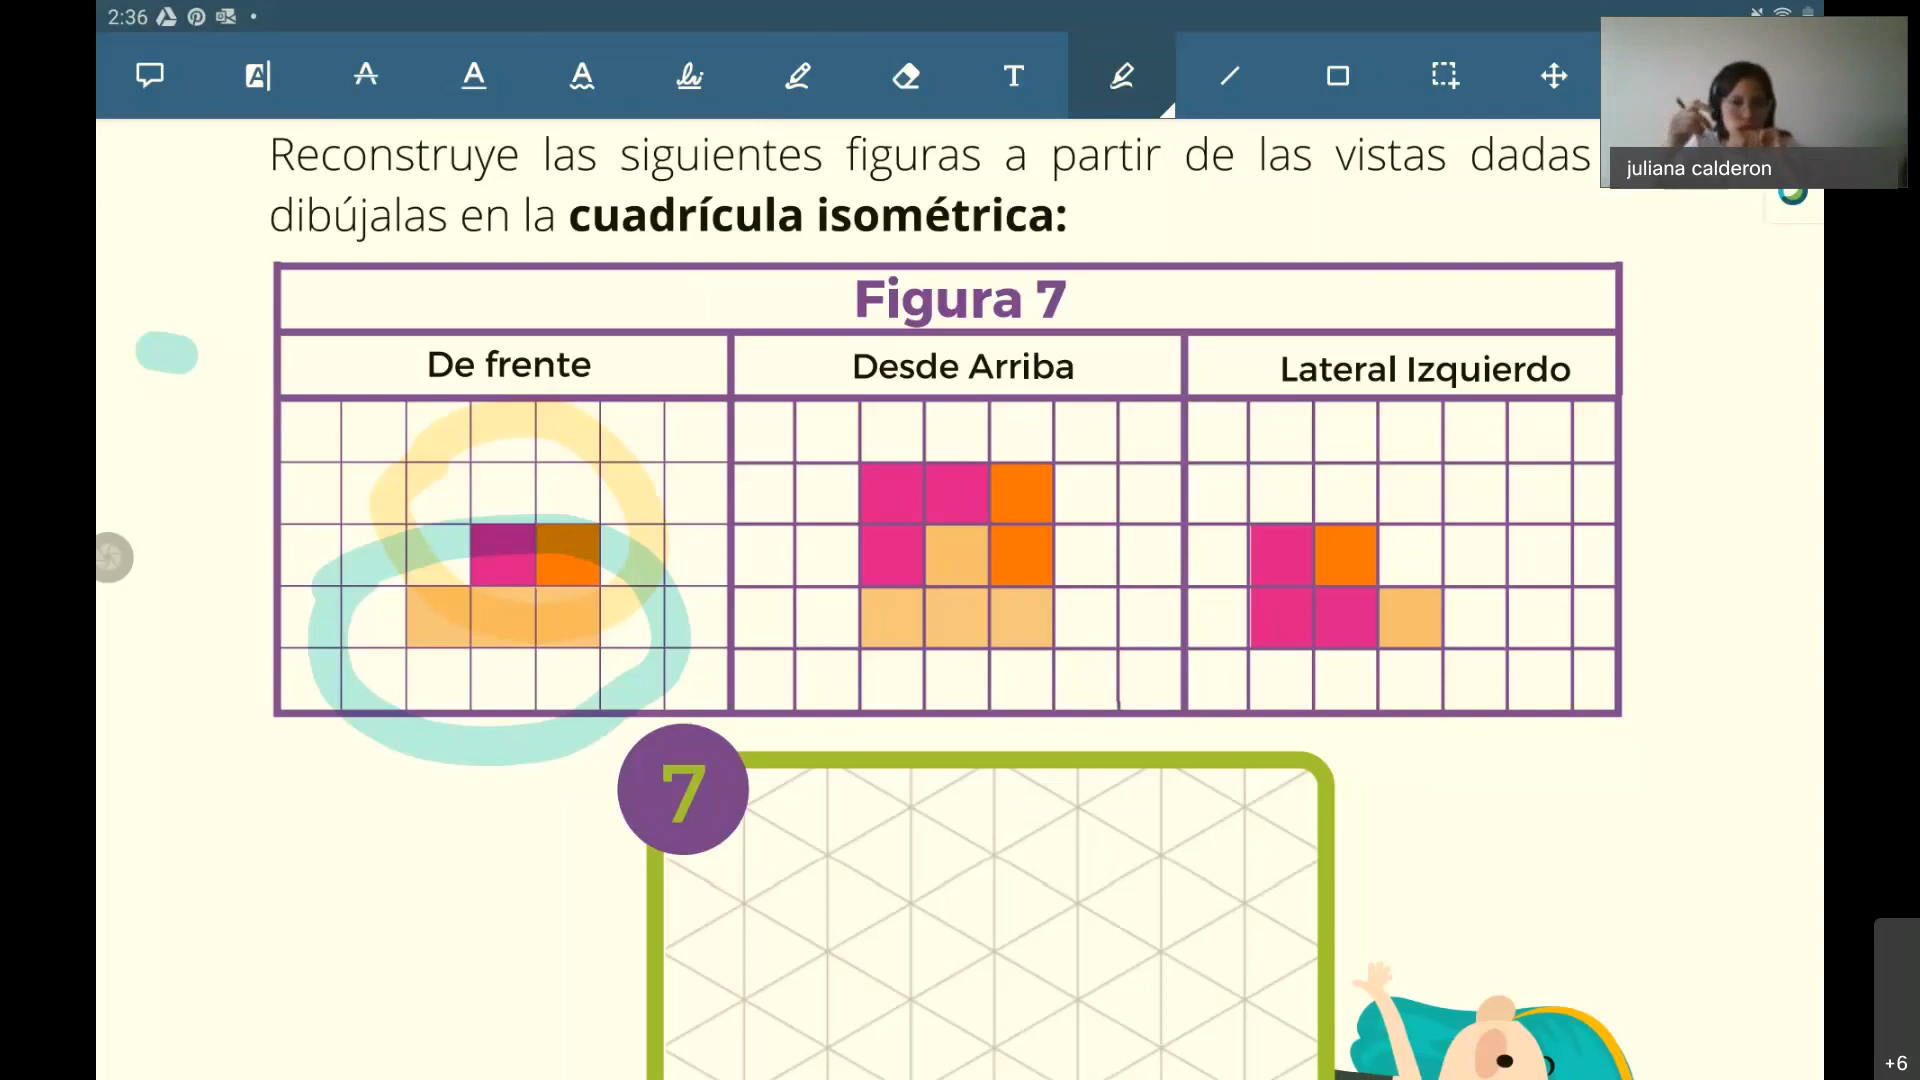 2:36
juliana calderon
Reconstruye las siguientes figuras a partir de las vistas dadas
dibújalas en la cuadrícula isométrica:
Figura 7
De frente
Desde Arriba
Lateral Izquierdo
7
+6